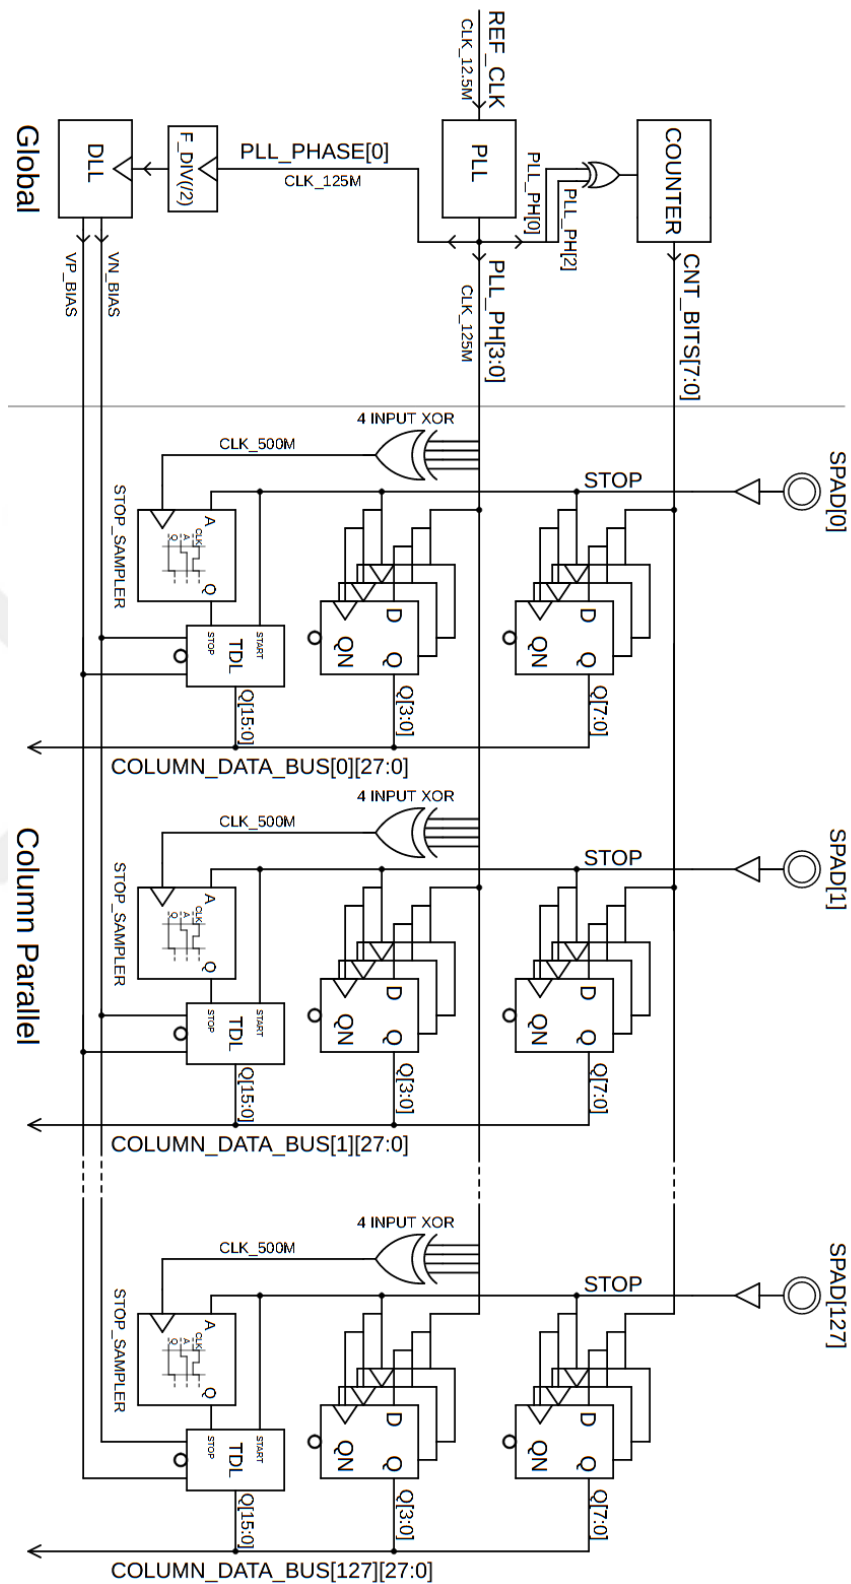 REF_CLK
CLK_12.5M
PLL
COUNTER
PLL_PH[0]
PLL_PH[2]
CNT_BITS[7:0]
PLL_PH[3:0]
CLK_125M
PLL_PHASE[0]
CLK_125M
F_DIV(/2)
DLL
VN_BIAS
VP_BIAS
Global
SPAD[0]
STOP
4 INPUT XOR
CLK_500M
D
Q
QN
Q[7:0]
D
Q
QN
Q[3:0]
A
CLK
A
Q
Q
STOP_SAMPLER
START
TDL
STOP
Q[15:0]
COLUMN_DATA_BUS[0][27:0]
SPAD[1]
STOP
4 INPUT XOR
CLK_500M
D
Q
QN
Q[7:0]
D
Q
QN
Q[3:0]
A
CLK
A
Q
Q
STOP_SAMPLER
START
TDL
STOP
Q[15:0]
COLUMN_DATA_BUS[1][27:0]
Column Parallel
SPAD[127]
STOP
4 INPUT XOR
CLK_500M
D
Q
QN
Q[7:0]
D
Q
QN
Q[3:0]
A
CLK
A
Q
Q
STOP_SAMPLER
START
TDL
STOP
Q[15:0]
COLUMN_DATA_BUS[127][27:0]